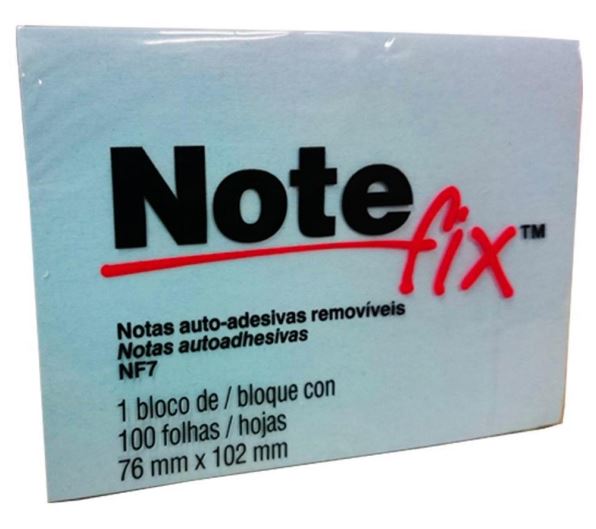 Note
fix™
Notas auto-adesivas removíveis
Notas autoadhesivas
NF7
1 bloco de / bloque con
100 folhas / hojas
76 mm x 102 mm